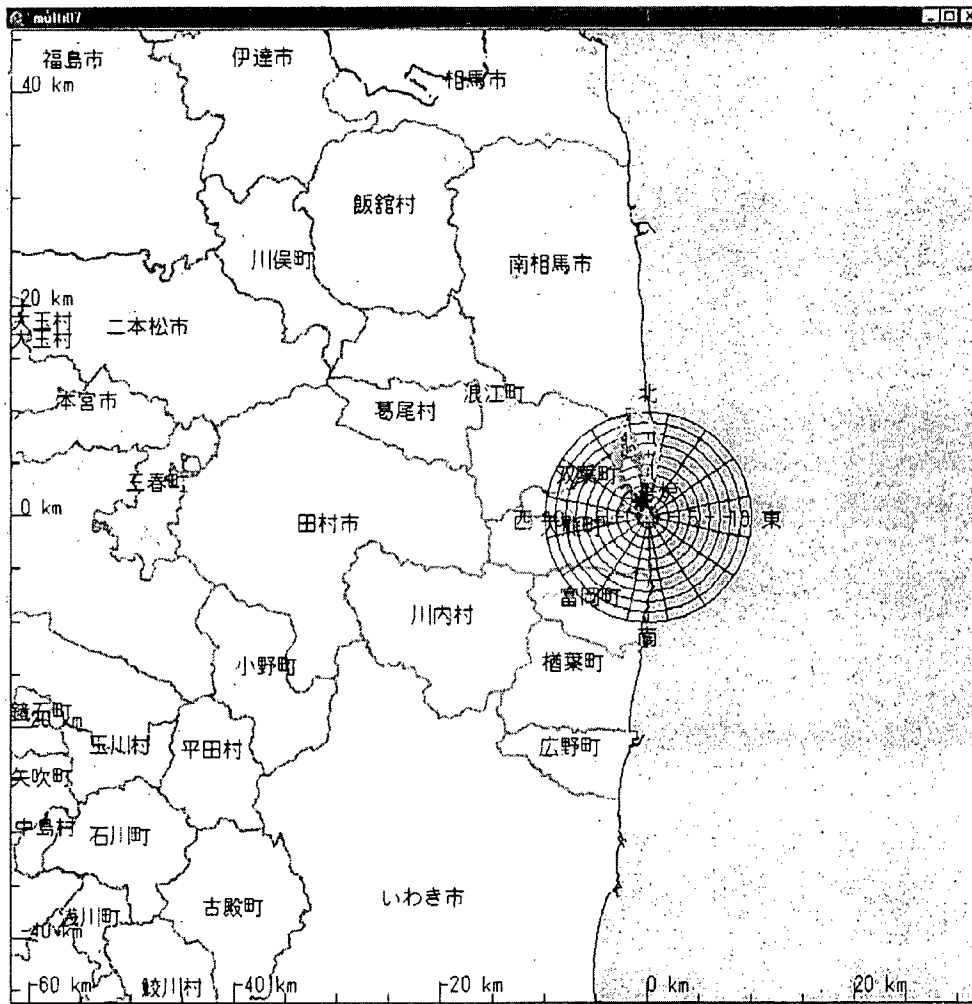 福島市
伊達市
相馬市
40 km
飯舘村
川俣町
南相馬市
20 km
大玉村
大玉村
二本松市
本宮市
葛尾村
浪江町
北
三春町
双葉町
0 km
田村市
西
10
東
川内村
富岡町
南
小野町
楢葉町
鏡石町
玉川村
平田村
広野町
矢吹町
中島村
石川町
いわき市
浅川町
古殿町
-40 km
鮫川村
-60 km
-40 km
-20 km
0 km
20 km